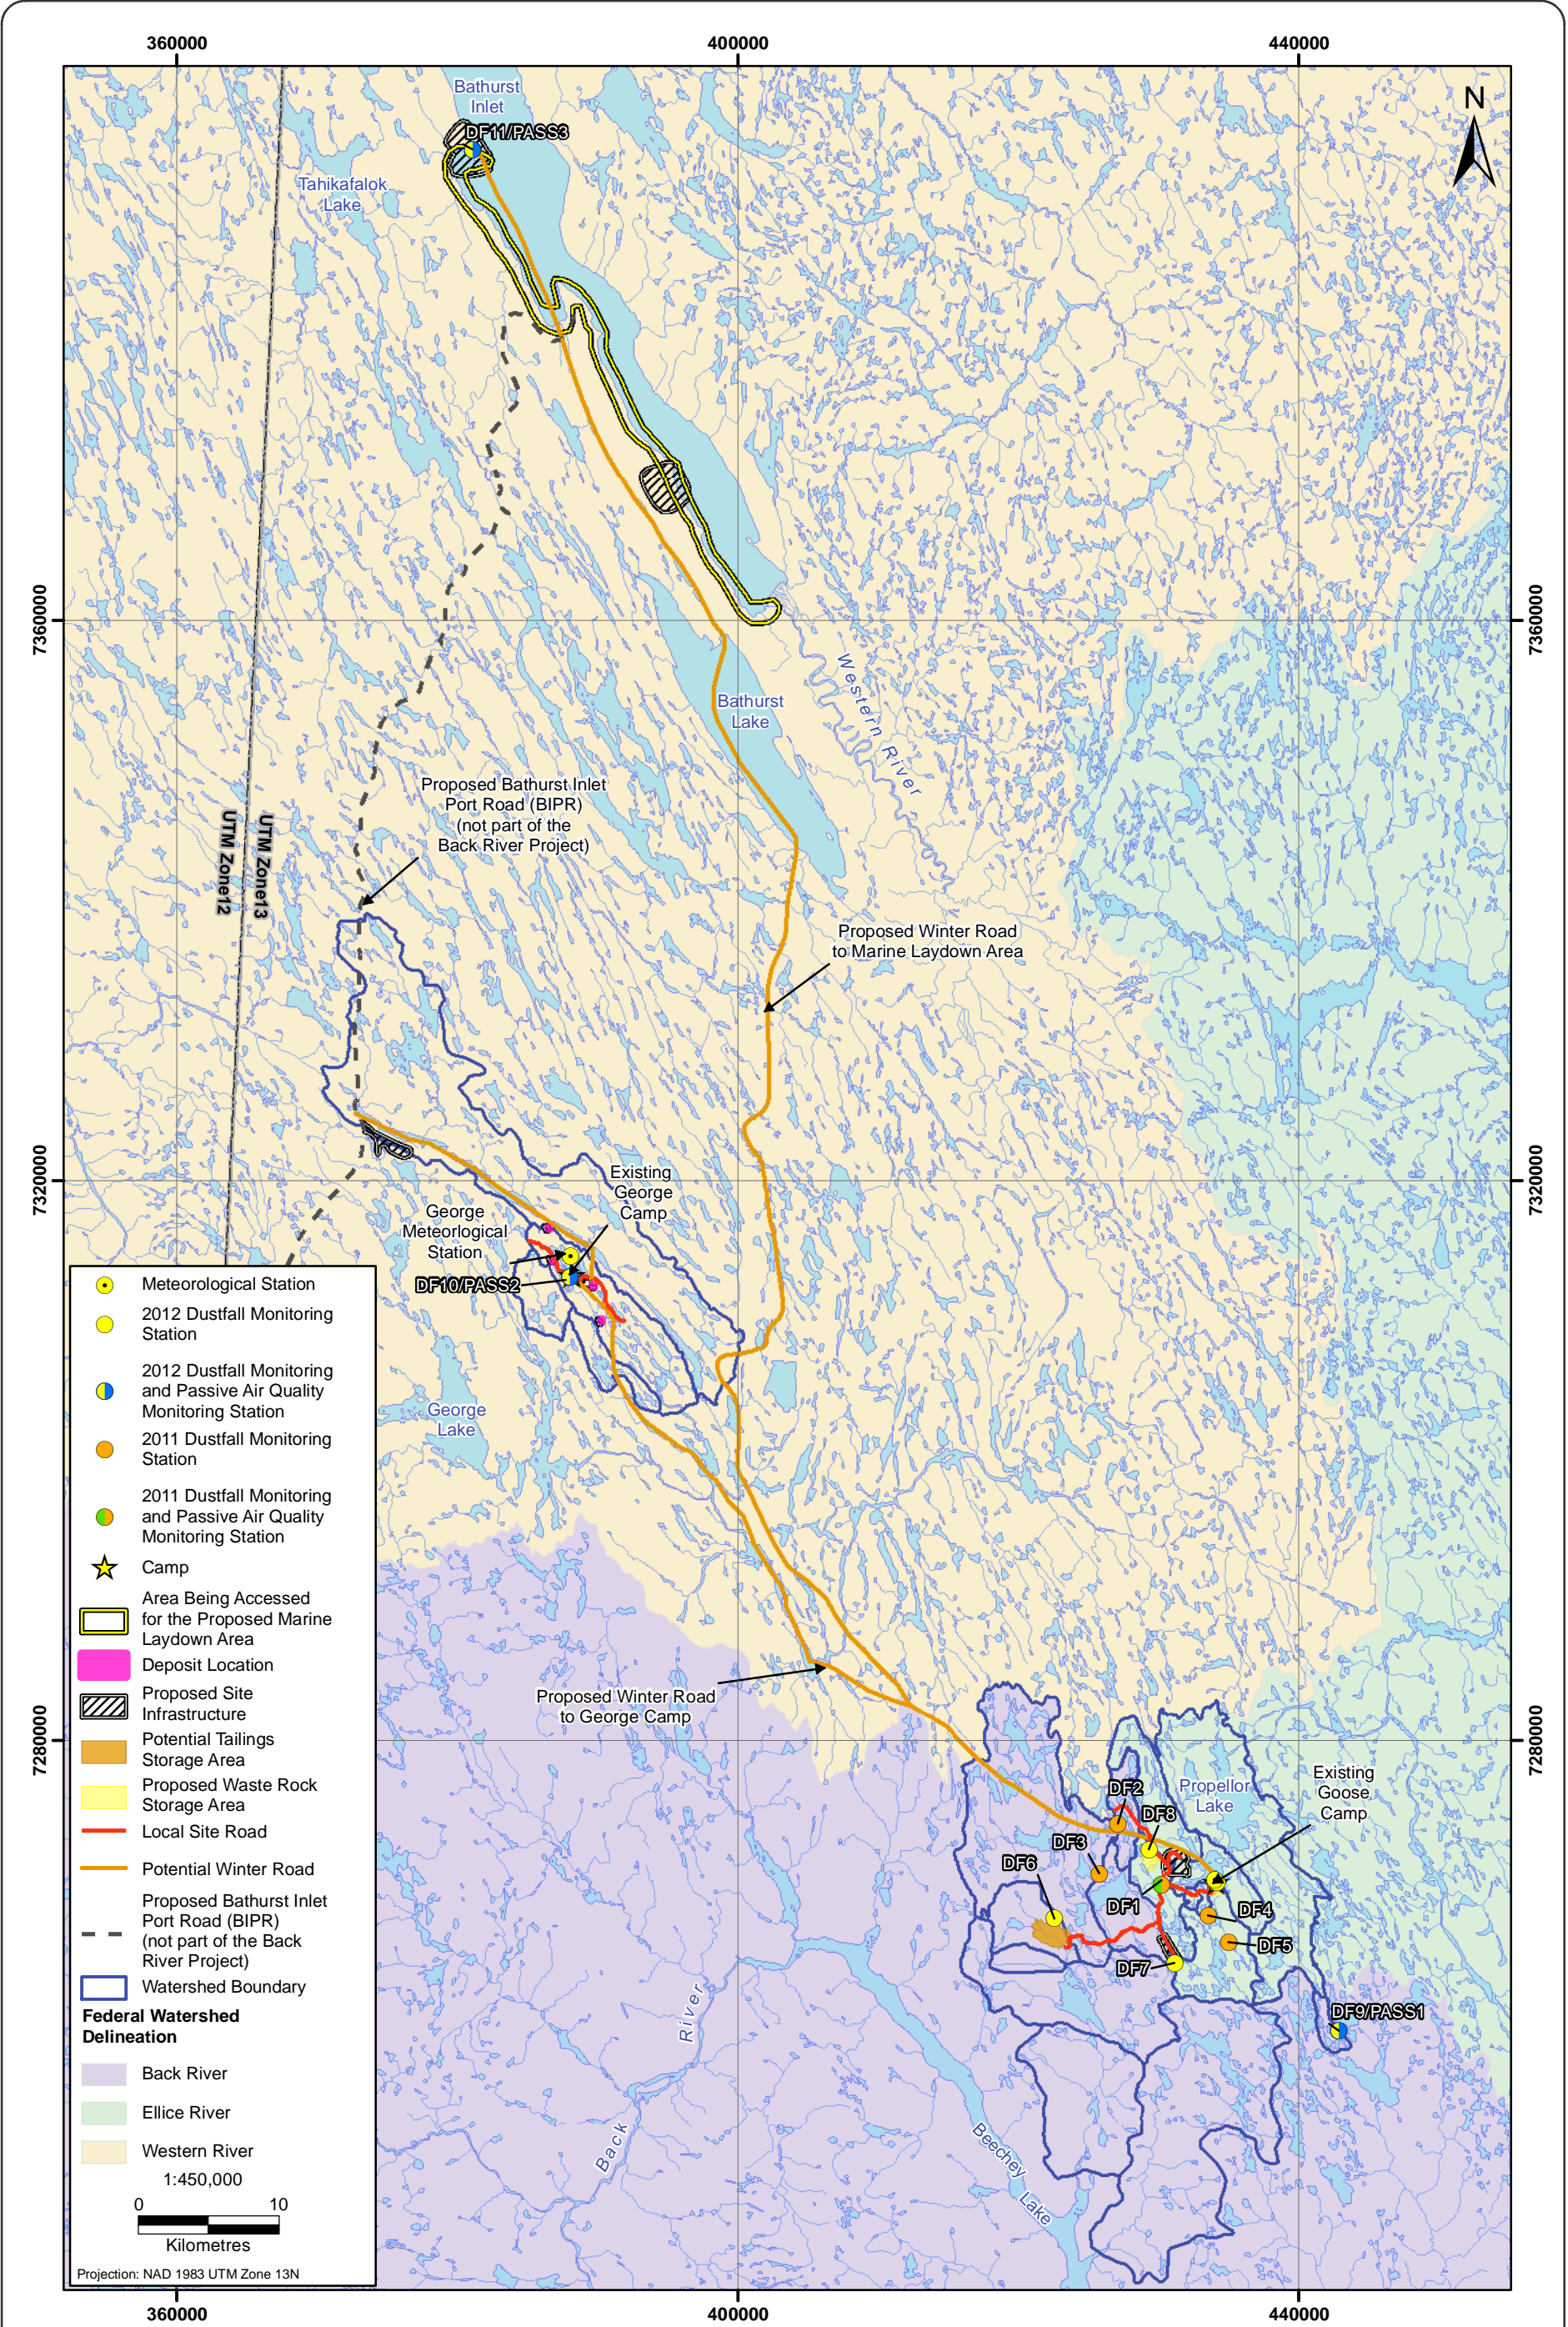 360000
400000
440000
N
Bathurst
Inlet
DF11/PASS3
Tahikafalok
Lake
7360000
7360000
Western River
Bathurst
Lake
Proposed Bathurst Inlet
Port Road (BIPR)
(not part of the
Back River Project)
UTM Zone12
UTM Zone13
Proposed Winter Road
to Marine Laydown Area
7320000
7320000
Existing
George
Camp
George
Meteorlogical
Station
DF10/PASS2
George
Lake
Proposed Winter Road
to George Camp
7280000
7280000
Propellor
Lake
Existing
Goose
Camp
DF2
DF8
DF3
DF6
DF1
DF4
DF5
DF7
DF9/PASS1
Back River
Beechey Lake
Meteorological Station
2012 Dustfall Monitoring
Station
2012 Dustfall Monitoring
and Passive Air Quality
Monitoring Station
2011 Dustfall Monitoring
Station
2011 Dustfall Monitoring
and Passive Air Quality
Monitoring Station
Camp
Area Being Accessed
for the Proposed Marine
Laydown Area
Deposit Location
Proposed Site
Infrastructure
Potential Tailings
Storage Area
Proposed Waste Rock
Storage Area
Local Site Road
Potential Winter Road
Proposed Bathurst Inlet
Port Road (BIPR)
(not part of the Back
River Project)
Watershed Boundary
Federal Watershed
Delineation
Back River
Ellice River
Western River
1:450,000
0 10
Kilometres
Projection: NAD 1983 UTM Zone 13N
360000
400000
440000